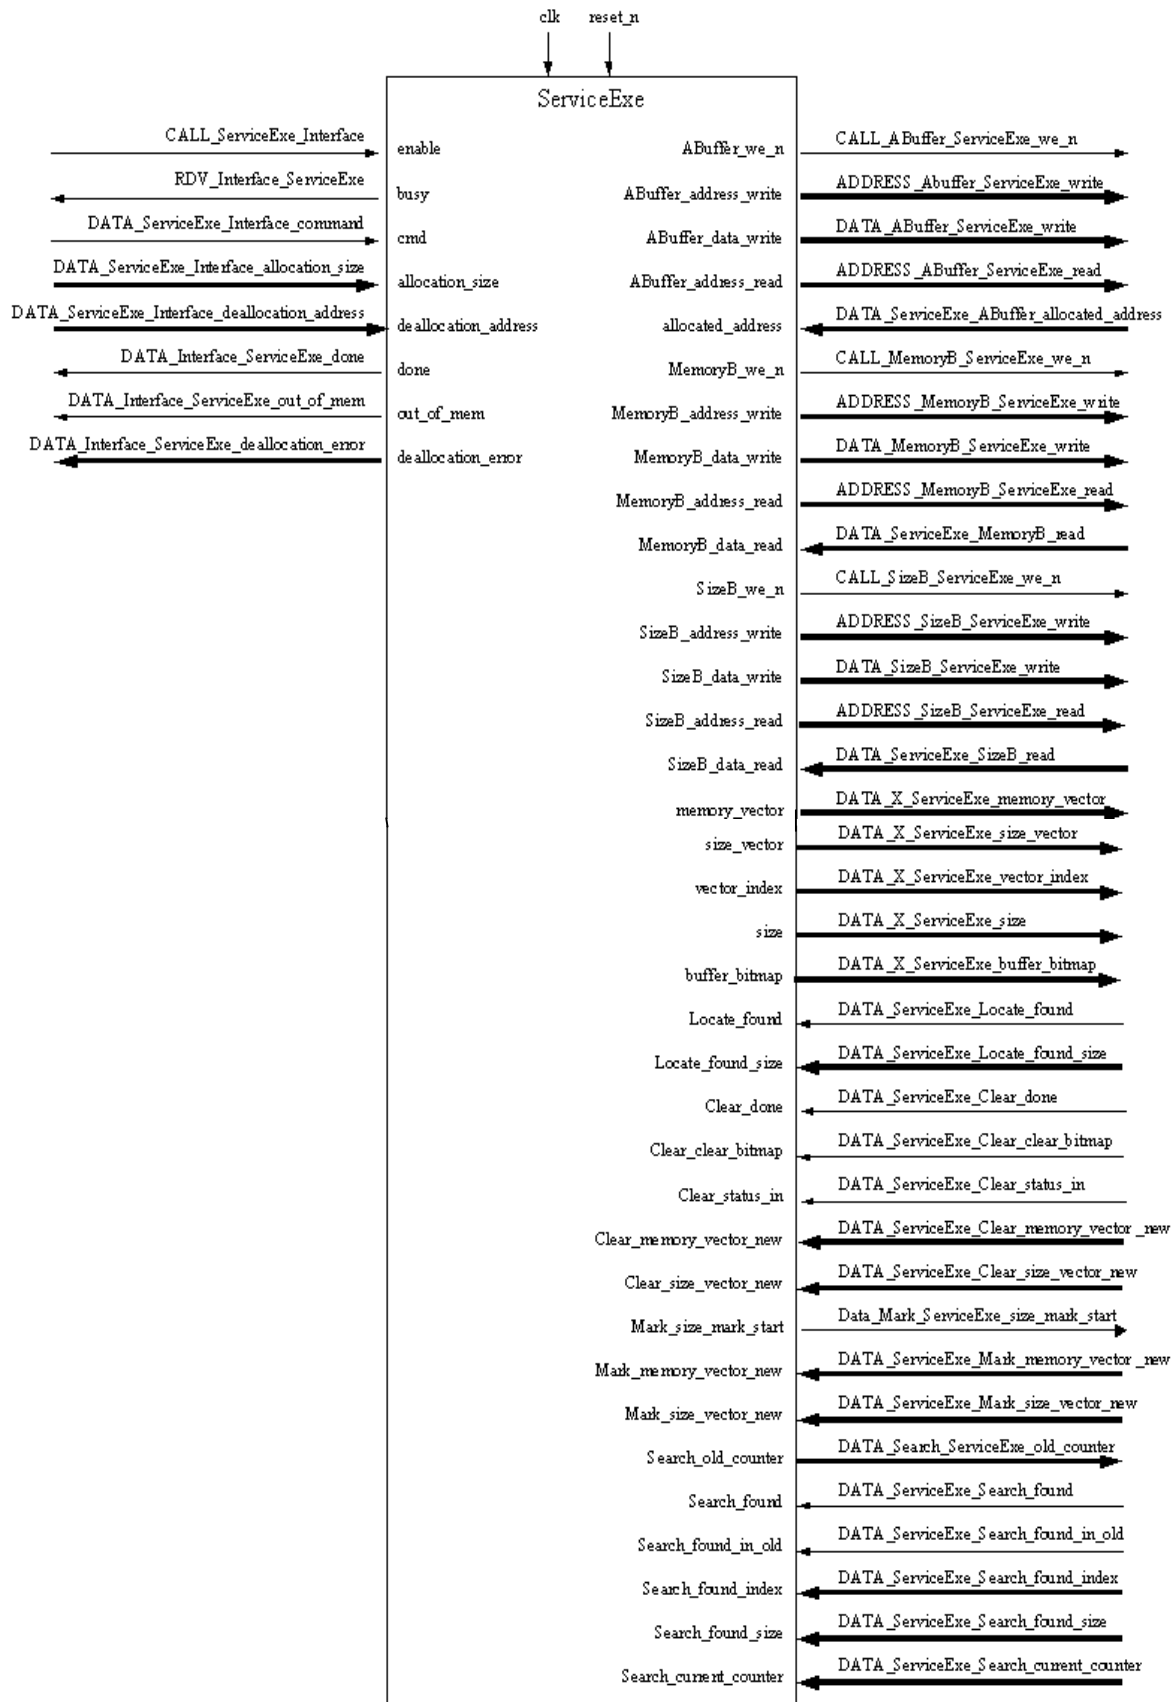 clk reset_n
ServiceExe
CALL_ServiceExe_Interface enable ABuffer_we_n CALL_ABuffer_ServiceExe_we_n
RDV_Interface_ServiceExe busy ABuffer_address_write ADDRESS_Abuffer_ServiceExe_write
DATA_ServiceExe_Interface_command cmd ABuffer_data_write DATA_ABuffer_ServiceExe_write
DATA_ServiceExe_Interface_allocation_size allocation_size ABuffer_address_read ADDRESS_ABuffer_ServiceExe_read
DATA_ServiceExe_Interface_deallocation_address deallocation_address allocated_address DATA_ServiceExe_ABuffer_allocated_address
DATA_Interface_ServiceExe_done done MemoryB_we_n CALL_MemoryB_ServiceExe_we_n
DATA_Interface_ServiceExe_out_of_mem out_of_mem MemoryB_address_write ADDRESS_MemoryB_ServiceExe_write
DATA_Interface_ServiceExe_deallocation_error deallocation_error MemoryB_data_write DATA_MemoryB_ServiceExe_write
MemoryB_address_read ADDRESS_MemoryB_ServiceExe_read
MemoryB_data_read DATA_ServiceExe_MemoryB_read
SizeB_we_n CALL_SizeB_ServiceExe_we_n
SizeB_address_write ADDRESS_SizeB_ServiceExe_write
SizeB_data_write DATA_SizeB_ServiceExe_write
SizeB_address_read ADDRESS_SizeB_ServiceExe_read
SizeB_data_read DATA_ServiceExe_SizeB_read
memory_vector DATA_X_ServiceExe_memory_vector
size_vector DATA_X_ServiceExe_size_vector
vector_index DATA_X_ServiceExe_vector_index
size DATA_X_ServiceExe_size
buffer_bitmap DATA_X_ServiceExe_buffer_bitmap
Locate_found DATA_ServiceExe_Locate_found
Locate_found_size DATA_ServiceExe_Locate_found_size
Clear_done DATA_ServiceExe_Clear_done
Clear_clear_bitmap DATA_ServiceExe_Clear_clear_bitmap
Clear_status_in DATA_ServiceExe_Clear_status_in
Clear_memory_vector_new DATA_ServiceExe_Clear_memory_vector_new
Clear_size_vector_new DATA_ServiceExe_Clear_size_vector_new
Mark_size_mark_start Data_Mark_ServiceExe_size_mark_start
Mark_memory_vector_new DATA_ServiceExe_Mark_memory_vector_new
Mark_size_vector_new DATA_ServiceExe_Mark_size_vector_new
Search_old_counter DATA_Search_ServiceExe_old_counter
Search_found DATA_ServiceExe_Search_found
Search_found_in_old DATA_ServiceExe_Search_found_in_old
Search_found_index DATA_ServiceExe_Search_found_index
Search_found_size DATA_ServiceExe_Search_found_size
Search_current_counter DATA_ServiceExe_Search_current_counter